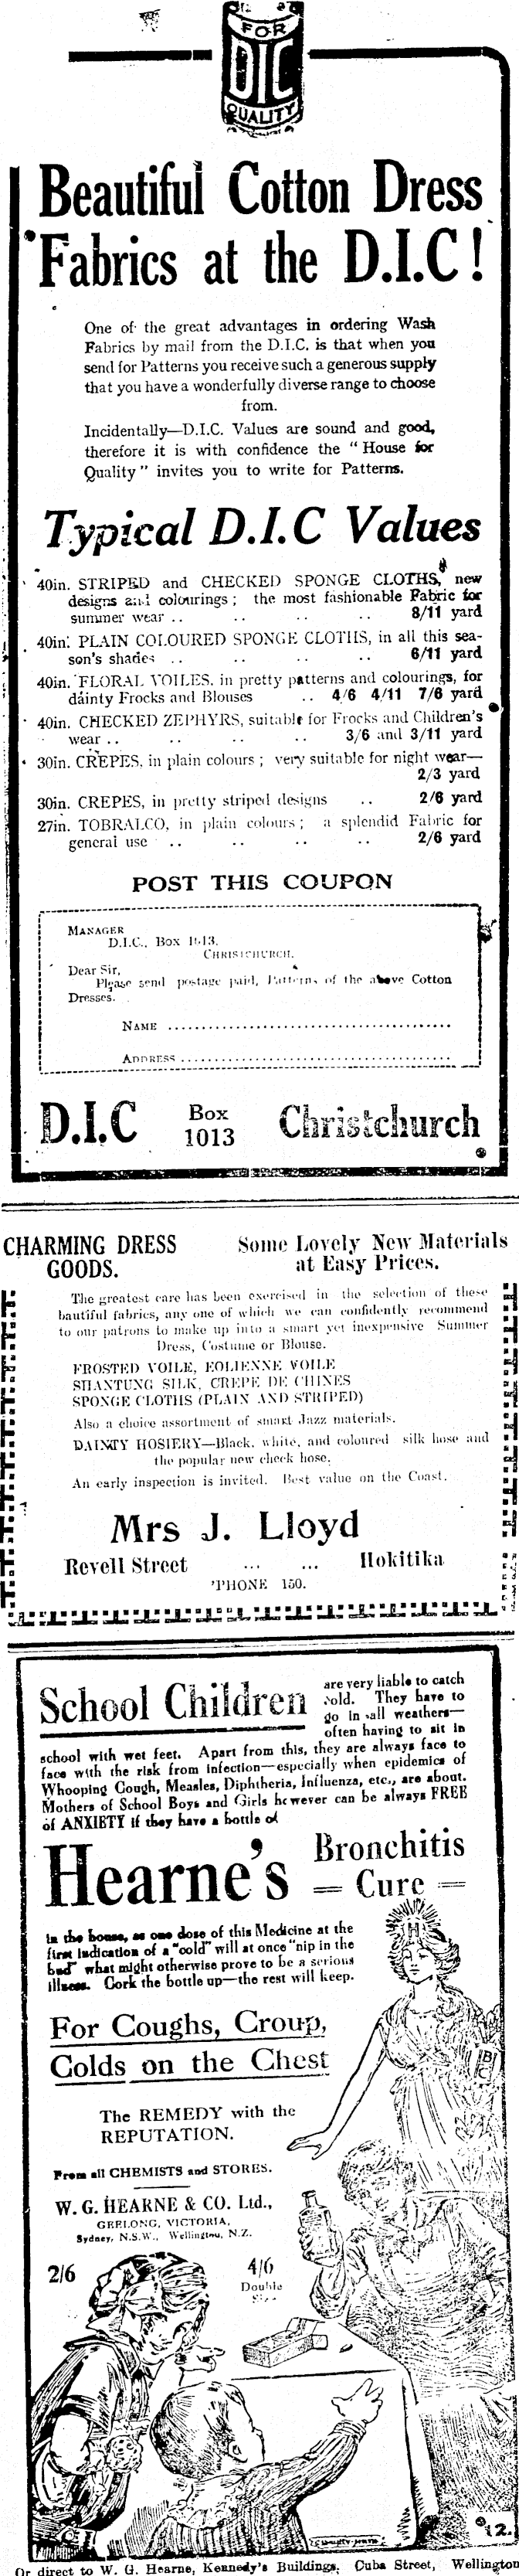 FOR
DIC
QUALITY
Beautiful Cotton Dress
Fabrics at the D.I.C!
One of the great advantages in ordering Wash
Fabrics by mail from the D.I.C. is that when you
send for Patterns you receive such a generous supply
that you have a wonderfully diverse range to choose
from.
Incidentally—D.I.C. Values are sound and good,
therefore it is with confidence the "House for
Quality" invites you to write for Patterns.
Typical D.I.C Values
40in. STRIPED and CHECKED SPONGE CLOTHS, new
designs and colourings; the most fashionable Fabric for
summer wear .. .. .. .. 8/11 yard
40in. PLAIN COLOURED SPONGE CLOTHS, in all this sea-
son's shades .. .. .. .. 6/11 yard
40in. FLORAL VOILES, in pretty patterns and colourings, for
dainty Frocks and Blouses .. 4/6 4/11 7/6 yard
40in. CHECKED ZEPHYRS, suitable for Frocks and Children's
wear .. .. .. .. 3/6 and 3/11 yard
30in. CREPES, in plain colours; very suitable for night wear—
2/3 yard
30in. CREPES, in pretty striped designs .. 2/6 yard
27in. TOBRALCO, in plain colours; a splendid Fabric for
general use .. .. .. .. 2/6 yard
POST THIS COUPON
MANAGER
D.I.C., Box 1013,
CHRISTCHURCH.
Dear Sir,
Please send postage paid, Patterns of the above Cotton
Dresses.
NAME ........................................
ADDRESS ........................................
D.I.C Box 1013 Christchurch
CHARMING DRESS
GOODS.
Some Lovely New Materials
at Easy Prices.
The greatest care has been exercised in the selection of these
bautiful fabrics, any one of which we can confidently recommend
to our patrons to make up into a smart yet inexpensive Summer
Dress, Costume or Blouse.
FROSTED VOILE, EOLIENNE VOILE
SHANTUNG SILK, CREPE DE CHINES
SPONGE CLOTHS (PLAIN AND STRIPED)
Also a choice assortment of smart Jazz materials.
DAINTY HOSIERY—Black, white, and coloured silk hose and
the popular new check hose.
An early inspection is invited. Best value on the Coast.
Mrs J. Lloyd
Revell Street ... ... Hokitika
'PHONE 150.
School Children are very liable to catch
cold. They have to
go in all weathers—
often having to sit in
school with wet feet. Apart from this, they are always face to
face with the risk from infection—especially when epidemics of
Whooping Cough, Measles, Diphtheria, Influenza, etc., are about.
Mothers of School Boys and Girls however can be always FREE
of ANXIETY if they have a bottle of
Hearne's Bronchitis
Cure
in the house, as one dose of this Medicine at the
first indication of a "cold" will at once "nip in the
bud" what might otherwise prove to be a serious
illness. Cork the bottle up—the rest will keep.
For Coughs, Croup,
Colds on the Chest
The REMEDY with the
REPUTATION.
From all CHEMISTS and STORES.
W. G. HEARNE & CO. Ltd.,
GEELONG, VICTORIA,
Sydney, N.S.W., Wellington, N.Z.
2/6
4/6
Double
Size
H
B
C
12.
Or direct to W. G. Hearne, Kennedy's Buildings, Cuba Street, Wellington